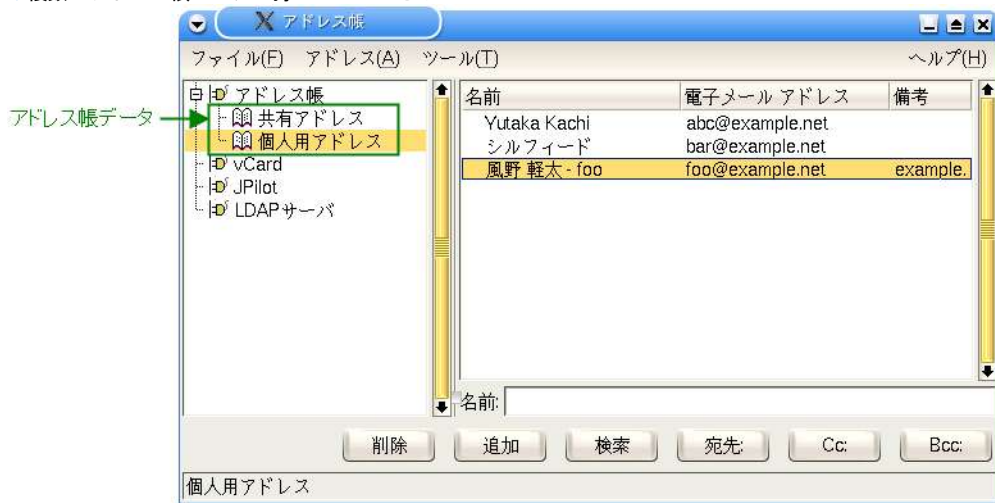 アドレス帳
ファイル(F) アドレス(A) ツール(T) ヘルプ(H)
アドレス帳データ
アドレス帳
共有アドレス
個人用アドレス
vCard
JPilot
LDAPサーバ
名前 電子メール アドレス 備考
Yutaka Kachi abc@example.net
シルフィード bar@example.net
風野 軽太 - foo foo@example.net example.
名前:
削除 追加 検索 宛先: Cc: Bcc:
個人用アドレス